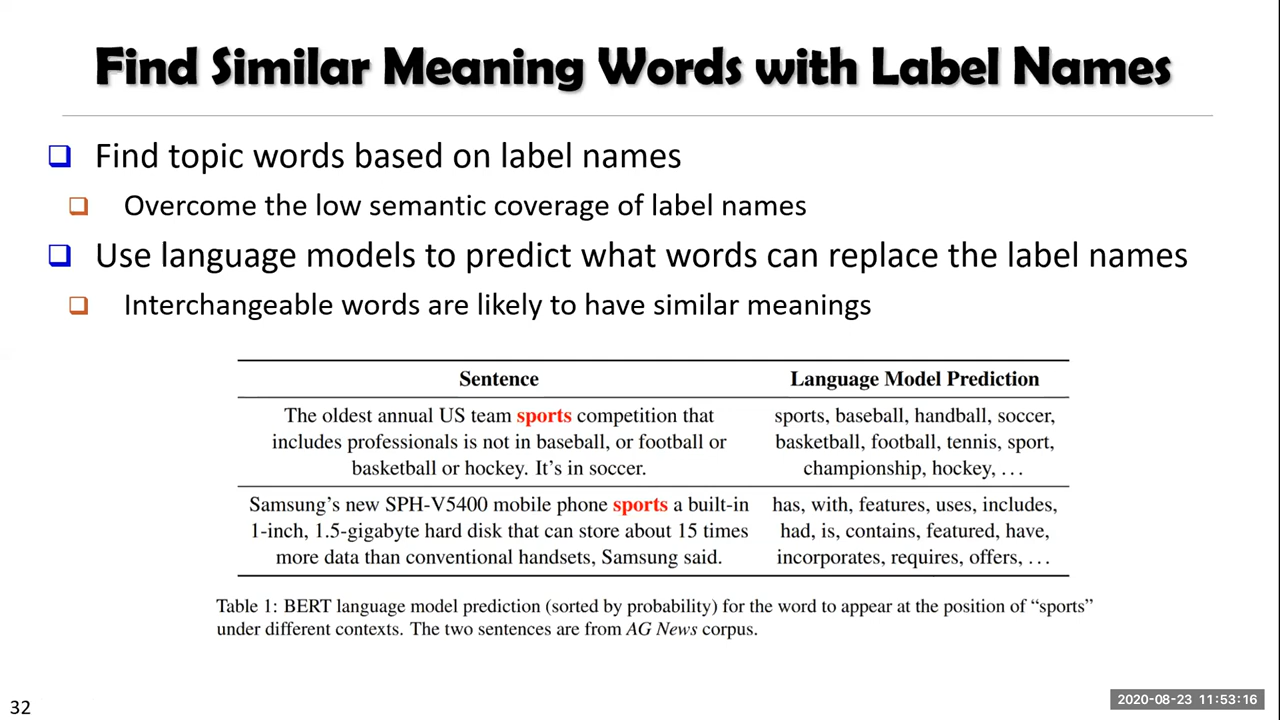 Find Similar Meaning Words with Label Names
Find topic words based on label names
Overcome the low semantic coverage of label names
Use language models to predict what words can replace the label names
Interchangeable words are likely to have similar meanings
Sentence
Language Model Prediction
The oldest annual US team sports competition that
includes professionals is not in baseball, or football or
basketball or hockey. It's in soccer.
sports, baseball, handball, soccer,
basketball, football, tennis, sport,
championship, hockey, ...
Samsung's new SPH-V5400 mobile phone sports a built-in
1-inch, 1.5-gigabyte hard disk that can store about 15 times
more data than conventional handsets, Samsung said.
has, with, features, uses, includes,
had, is, contains, featured, have,
incorporates, requires, offers, ...
Table 1: BERT language model prediction (sorted by probability) for the word to appear at the position of “sports”
under different contexts. The two sentences are from AG News corpus.
32
2020-08-23 11:53:16